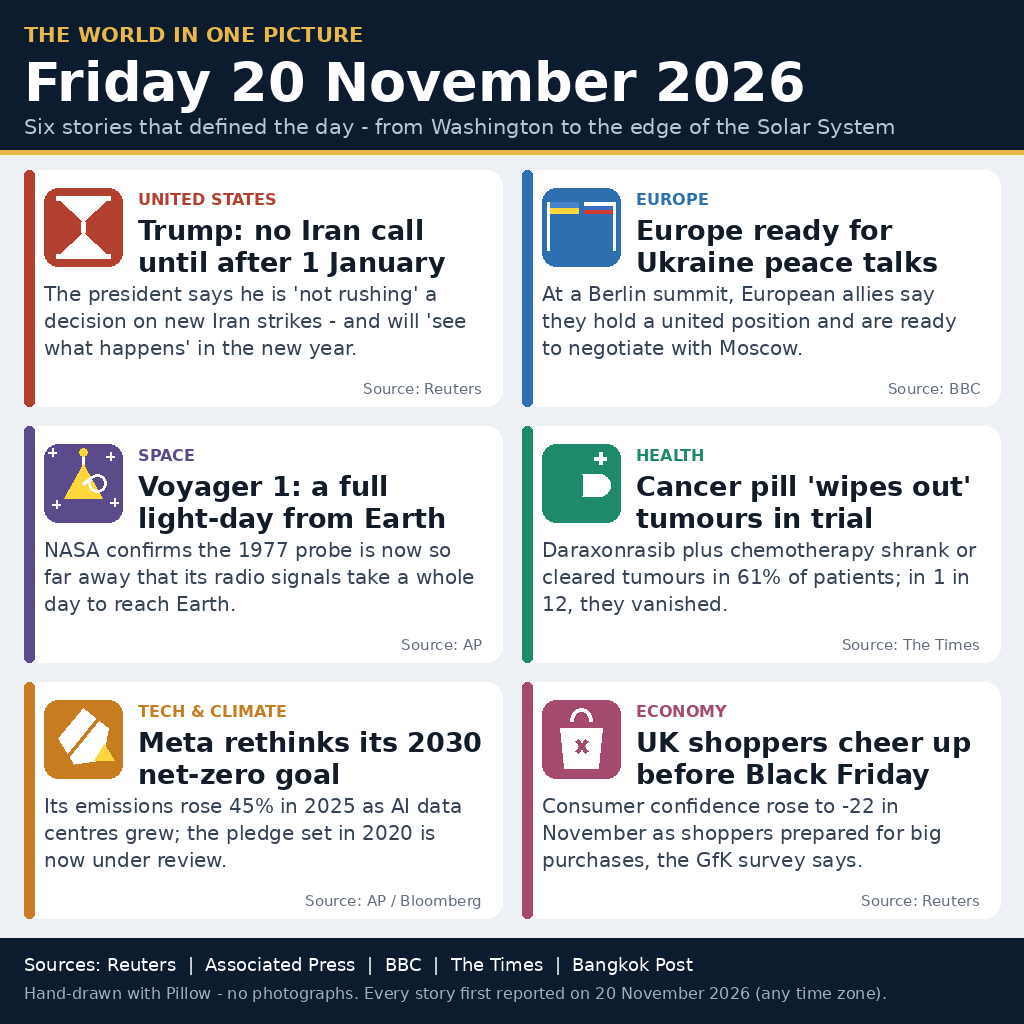 THE WORLD IN ONE PICTURE
Friday 20 November 2026
Six stories that defined the day - from Washington to the edge of the Solar System
UNITED STATES
Trump: no Iran call
until after 1 January
The president says he is 'not rushing' a
decision on new Iran strikes - and will 'see
what happens' in the new year.
Source: Reuters
EUROPE
Europe ready for
Ukraine peace talks
At a Berlin summit, European allies say
they hold a united position and are ready
to negotiate with Moscow.
Source: BBC
SPACE
Voyager 1: a full
light-day from Earth
NASA confirms the 1977 probe is now so
far away that its radio signals take a whole
day to reach Earth.
Source: AP
HEALTH
Cancer pill 'wipes out'
tumours in trial
Daraxonrasib plus chemotherapy shrank or
cleared tumours in 61% of patients; in 1 in
12, they vanished.
Source: The Times
TECH & CLIMATE
Meta rethinks its 2030
net-zero goal
Its emissions rose 45% in 2025 as AI data
centres grew; the pledge set in 2020 is
now under review.
Source: AP / Bloomberg
ECONOMY
UK shoppers cheer up
before Black Friday
Consumer confidence rose to -22 in
November as shoppers prepared for big
purchases, the GfK survey says.
Source: Reuters
Sources: Reuters | Associated Press | BBC | The Times | Bangkok Post
Hand-drawn with Pillow - no photographs. Every story first reported on 20 November 2026 (any time zone).